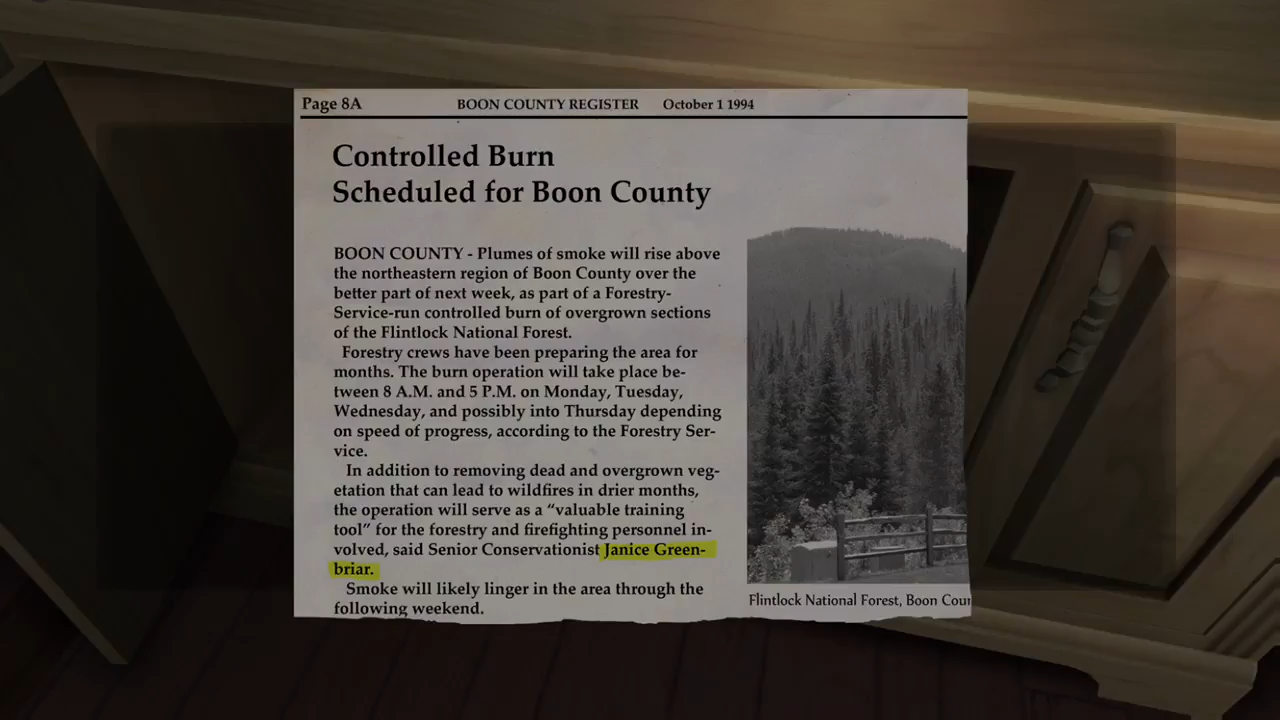 Page 8A BOON COUNTY REGISTER October 1 1994
Controlled Burn
Scheduled for Boon County
BOON COUNTY - Plumes of smoke will rise above
the northeastern region of Boon County over the
better part of next week, as part of a Forestry-
Service-run controlled burn of overgrown sections
of the Flintlock National Forest.
Forestry crews have been preparing the area for
months. The burn operation will take place be-
tween 8 A.M. and 5 P.M. on Monday, Tuesday,
Wednesday, and possibly into Thursday depending
on speed of progress, according to the Forestry Ser-
vice.
In addition to removing dead and overgrown veg-
etation that can lead to wildfires in drier months,
the operation will serve as a “valuable training
tool” for the forestry and firefighting personnel in-
volved, said Senior Conservationist Janice Green-
briar.
Smoke will likely linger in the area through the
following weekend.
Flintlock National Forest, Boon Coun